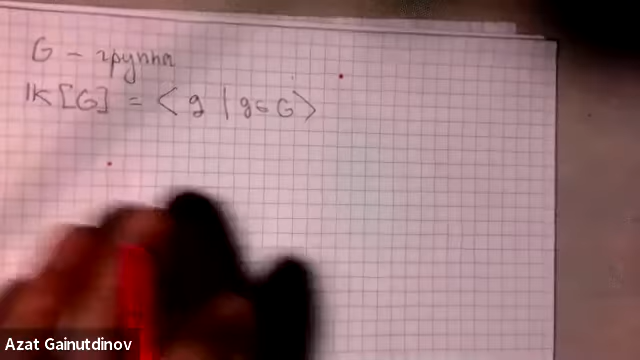 G – группа
𝕂[G] = <g | g∈G>
Azat Gainutdinov